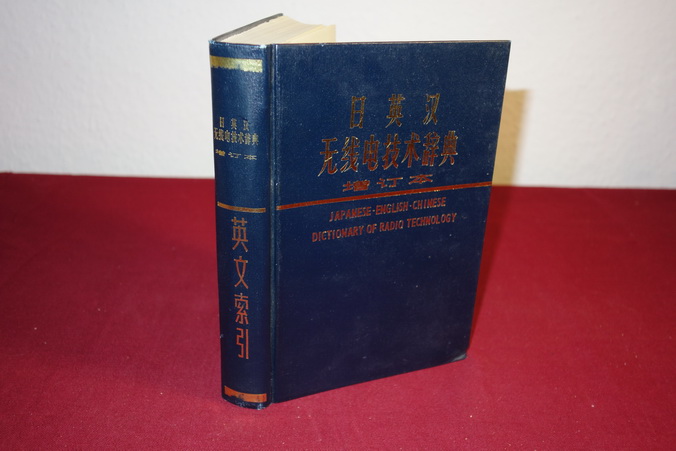 日英汉
无线电技术辞典
增订本
英文索引
日英汉
无线电技术辞典
增订本
JAPANESE-ENGLISH-CHINESE
DICTIONARY OF RADIO TECHNOLOGY